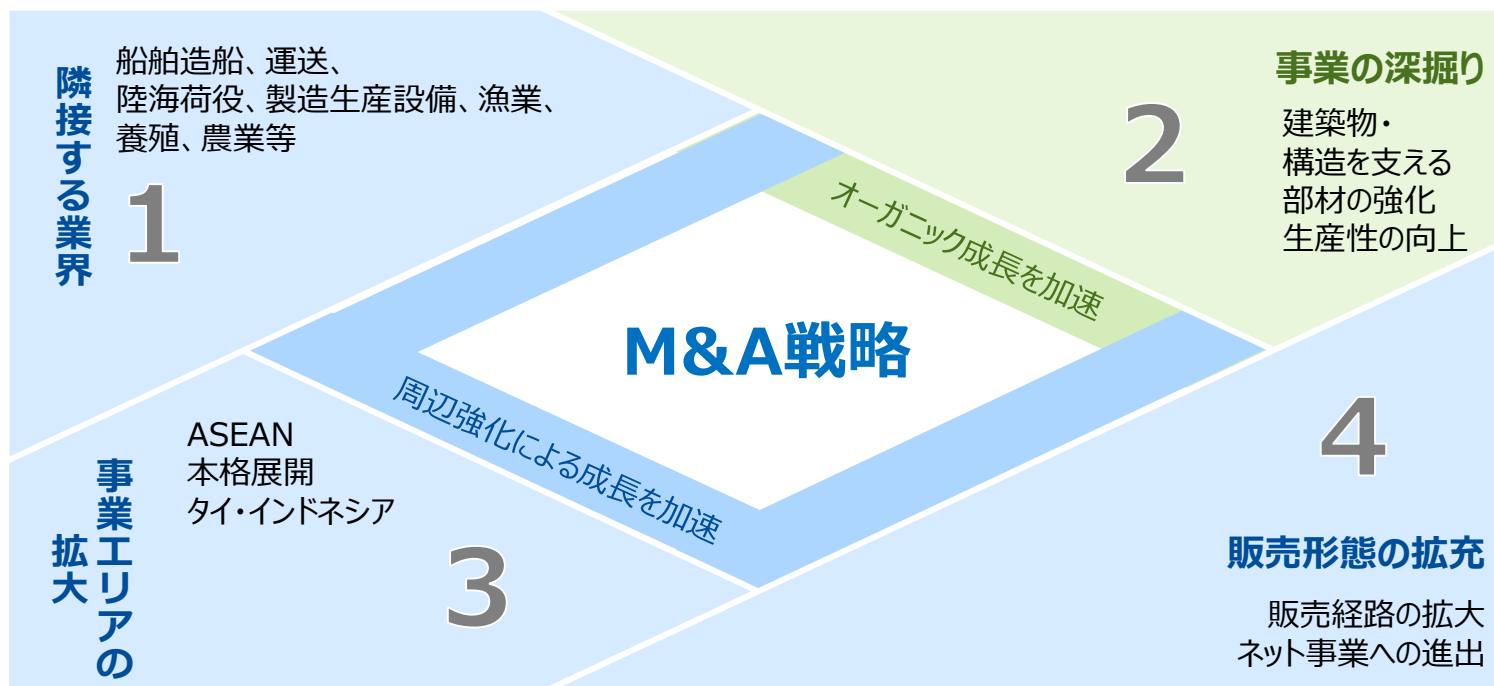 隣接する業界
船舶造船、運送、
陸海荷役、製造生産設備、漁業、
養殖、農業等
1
事業の深掘り
2
建築物・
構造を支える
部材の強化
生産性の向上
オーガニック成長を加速
M&A戦略
周辺強化による成長を加速
事業エリアの
拡大
ASEAN
本格展開
タイ・インドネシア
3
4
販売形態の拡充
販売経路の拡大
ネット事業への進出